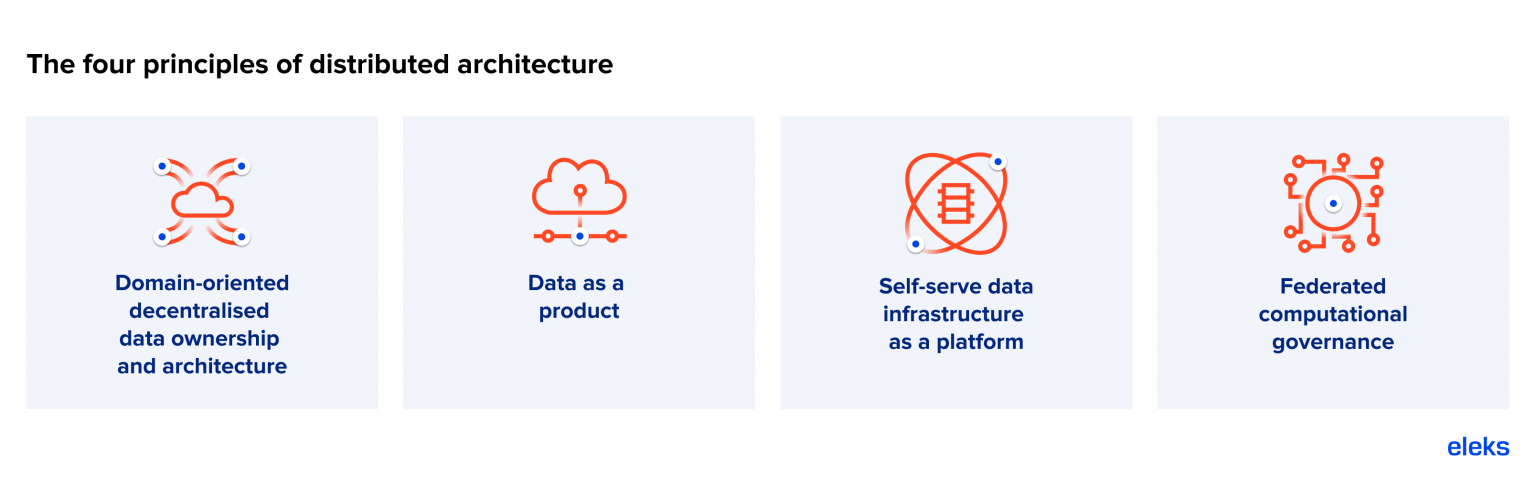 The four principles of distributed architecture
Domain-oriented
decentralised
data ownership
and architecture
Data as a
product
Self-serve data
infrastructure
as a platform
Federated
computational
governance
eleks